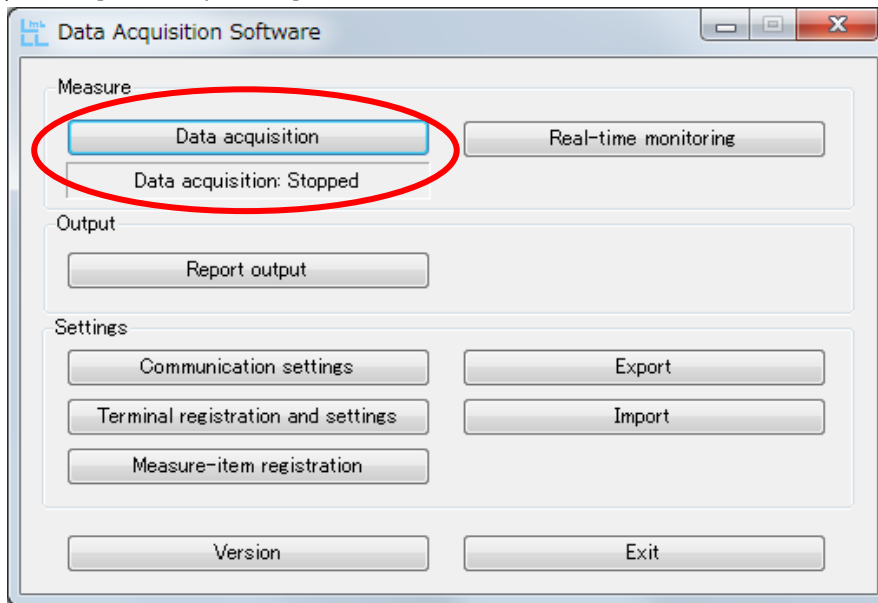 Data Acquisition Software
Measure
Data acquisition
Real-time monitoring
Data acquisition: Stopped
Output
Report output
Settings
Communication settings
Export
Terminal registration and settings
Import
Measure-item registration
Version
Exit